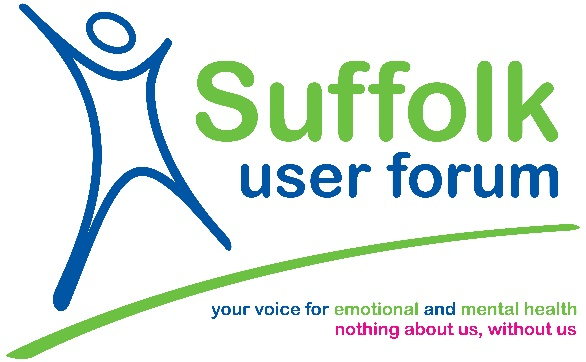 Suffolk
user forum
your voice for emotional and mental health
nothing about us, without us